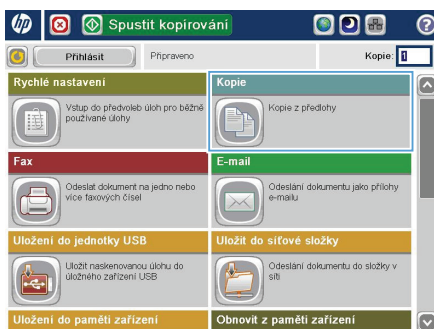 hp
Spustit kopirování
?
Přihlásit
Připraveno
Kopie: 1
Rychlé nastavení
Vstup do předvoleb úloh pro běžně
používané úlohy
Kopie
Kopie z předlohy
Fax
Odeslat dokument na jedno nebo
více faxových čísel
E-mail
Odeslání dokumentu jako přílohy
e-mailu
Uložení do jednotky USB
Uložit naskenovanou úlohu do
úložného zařízení USB
Uložit do síťové složky
Odeslání dokumentu do složky v
síti
Uložení do paměti zařízení
Obnovit z paměti zařízení